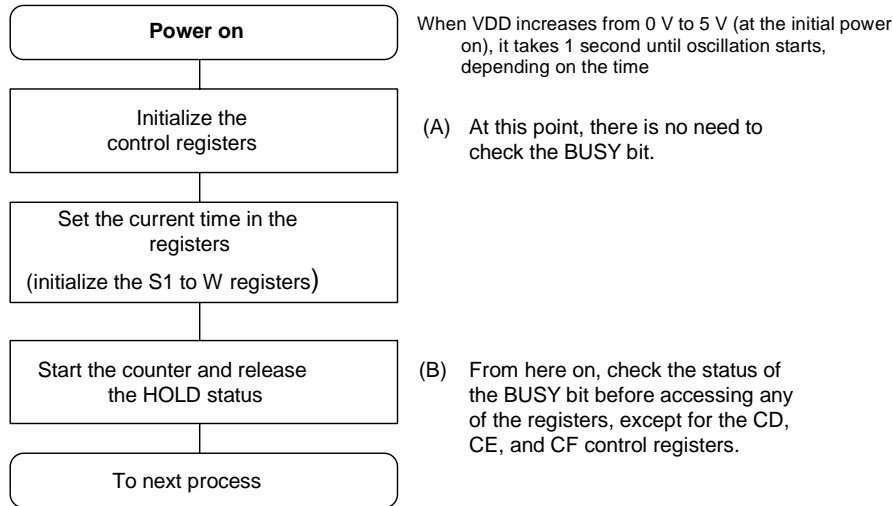 Power on
When VDD increases from 0 V to 5 V (at the initial power
on), it takes 1 second until oscillation starts,
depending on the time
Initialize the
control registers
(A) At this point, there is no need to
check the BUSY bit.
Set the current time in the
registers
(initialize the S1 to W registers)
Start the counter and release
the HOLD status
(B) From here on, check the status of
the BUSY bit before accessing any
of the registers, except for the CD,
CE, and CF control registers.
To next process